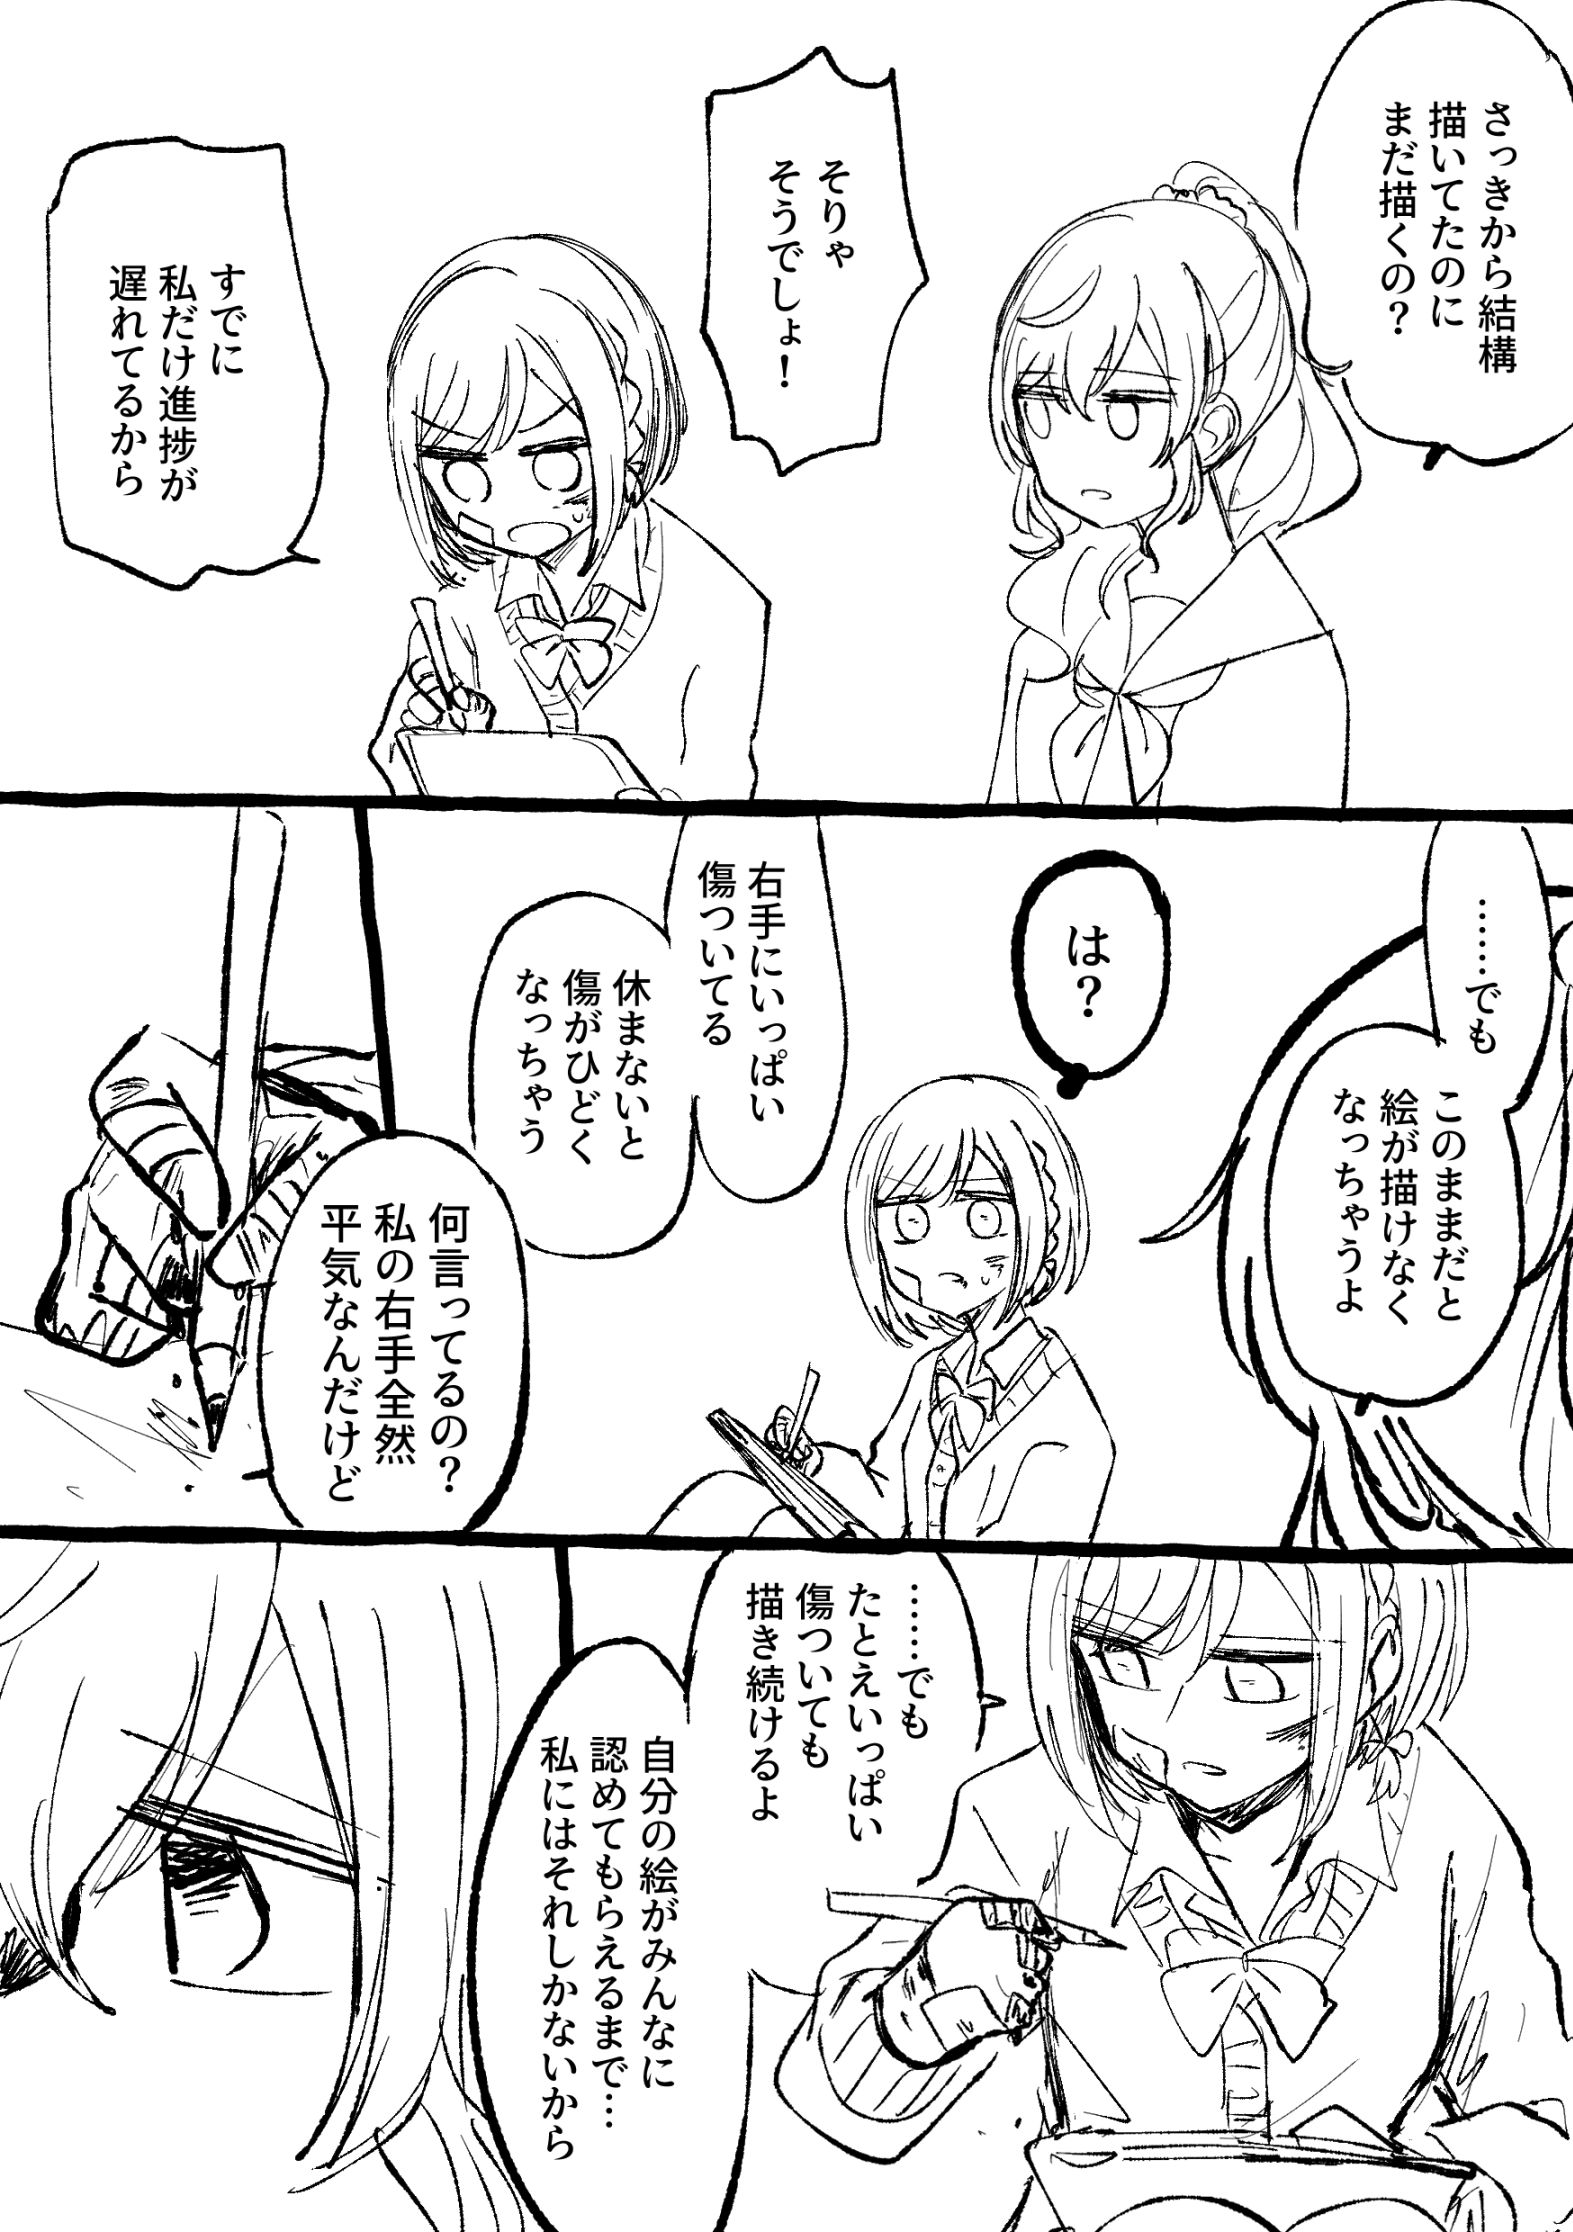 さっきから結構
描いてたのに
まだ描くの？
そりゃ
そうでしょ！
すでに
私だけ進捗が
遅れてるから
……でも
このままだと
絵が描けなく
なっちゃうよ
は？
右手にいっぱい
傷ついてる
休まないと
傷がひどく
なっちゃう
何言ってるの？
私の右手全然
平気なんだけど
……でも
たとえいっぱい
傷ついても
描き続けるよ
自分の絵がみんなに
認めてもらえるまで…
私にはそれしかないから